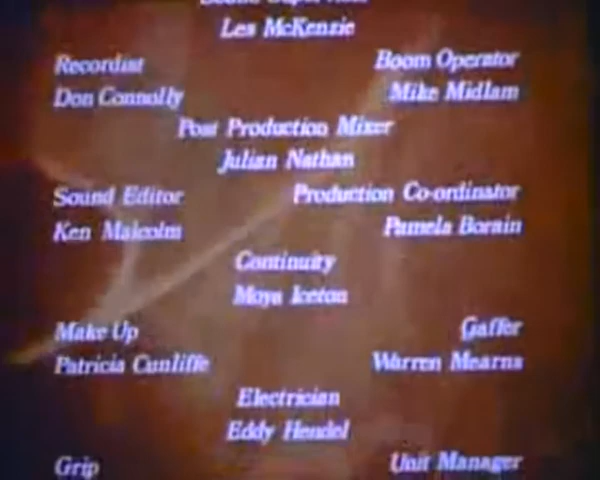 Les McKenzie
Recordist Boom Operator
Don Connolly Mike Midlam
Post Production Mixer
Julian Nathan
Sound Editor Production Co-ordinator
Ken Malcolm Pamela Borain
Continuity
Moya Iceton
Make Up Gaffer
Patricia Cunliffe Warren Mearns
Electrician
Eddy Hendel
Grip Unit Manager